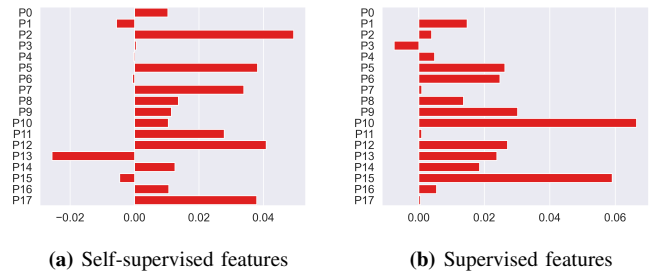 P0
P1
P2
P3
P4
P5
P6
P7
P8
P9
P10
P11
P12
P13
P14
P15
P16
P17
−0.02 0.00 0.02 0.04
(a) Self-supervised features
P0
P1
P2
P3
P4
P5
P6
P7
P8
P9
P10
P11
P12
P13
P14
P15
P16
P17
0.00 0.02 0.04 0.06
(b) Supervised features